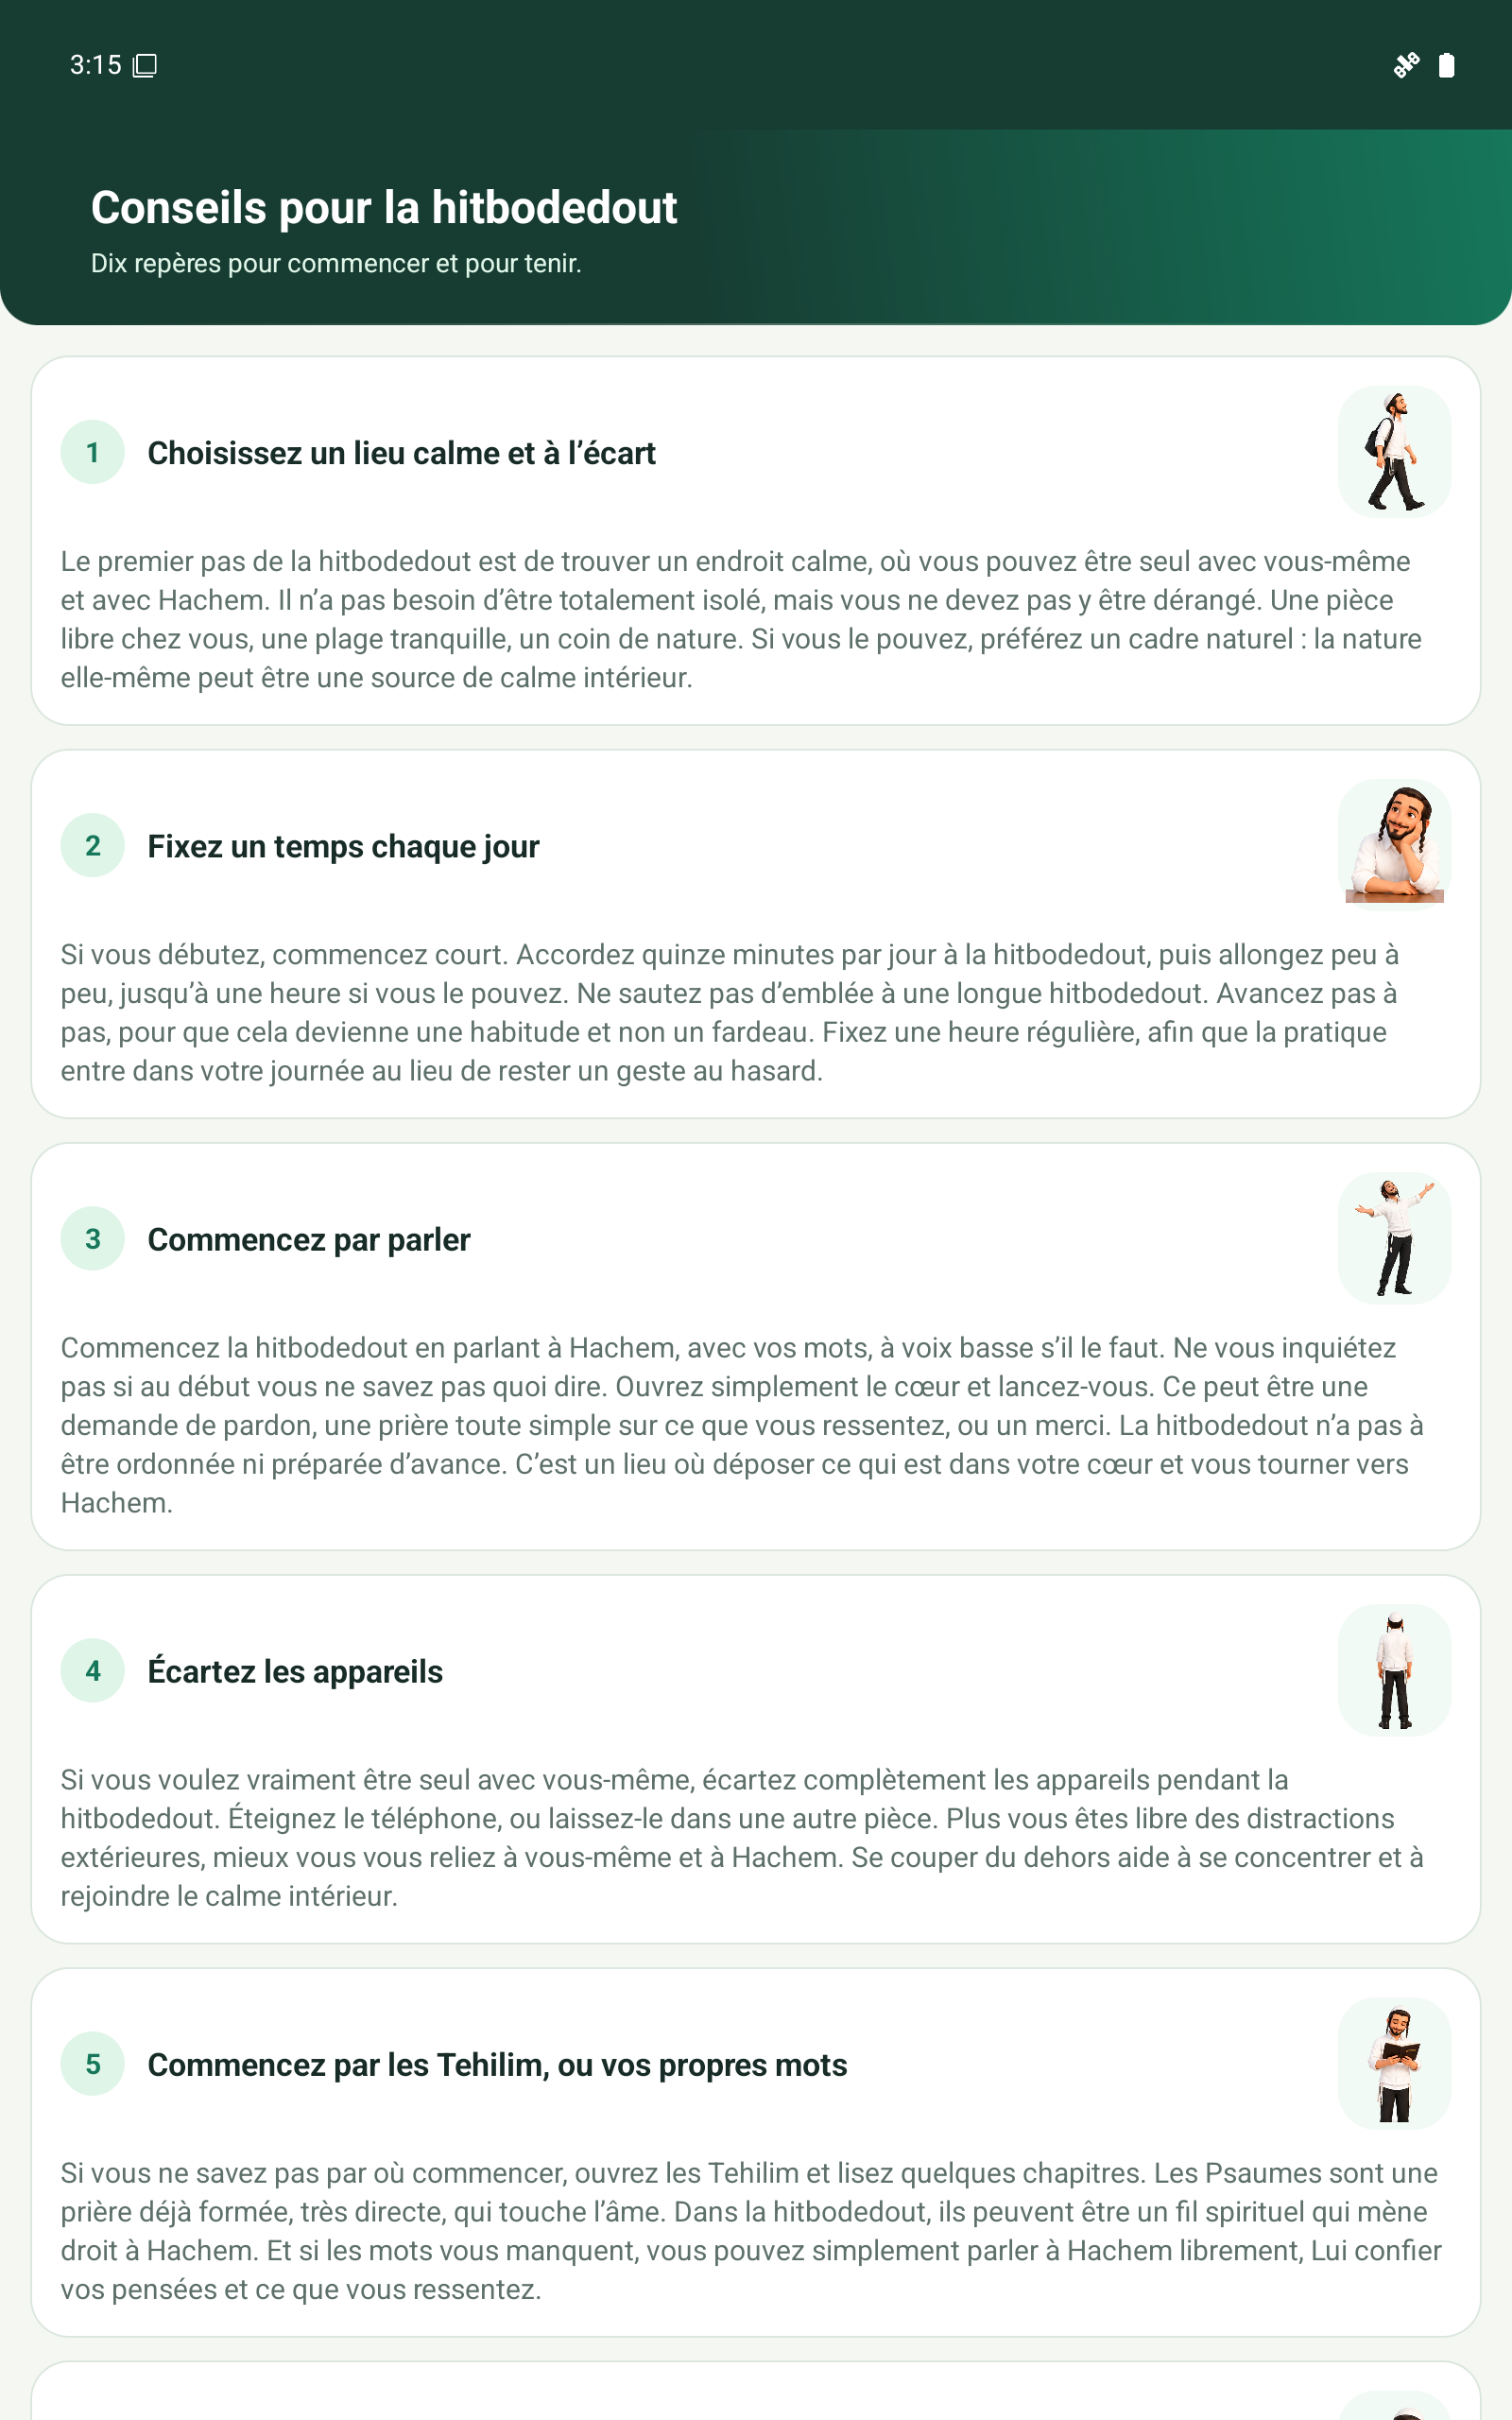 3:15
Conseils pour la hitbodedout
Dix repères pour commencer et pour tenir.
1
Choisissez un lieu calme et à l’écart
Le premier pas de la hitbodedout est de trouver un endroit calme, où vous pouvez être seul avec vous-même
et avec Hachem. Il n’a pas besoin d’être totalement isolé, mais vous ne devez pas y être dérangé. Une pièce
libre chez vous, une plage tranquille, un coin de nature. Si vous le pouvez, préférez un cadre naturel : la nature
elle-même peut être une source de calme intérieur.
2
Fixez un temps chaque jour
Si vous débutez, commencez court. Accordez quinze minutes par jour à la hitbodedout, puis allongez peu à
peu, jusqu’à une heure si vous le pouvez. Ne sautez pas d’emblée à une longue hitbodedout. Avancez pas à
pas, pour que cela devienne une habitude et non un fardeau. Fixez une heure régulière, afin que la pratique
entre dans votre journée au lieu de rester un geste au hasard.
3
Commencez par parler
Commencez la hitbodedout en parlant à Hachem, avec vos mots, à voix basse s’il le faut. Ne vous inquiétez
pas si au début vous ne savez pas quoi dire. Ouvrez simplement le cœur et lancez-vous. Ce peut être une
demande de pardon, une prière toute simple sur ce que vous ressentez, ou un merci. La hitbodedout n’a pas à
être ordonnée ni préparée d’avance. C’est un lieu où déposer ce qui est dans votre cœur et vous tourner vers
Hachem.
4
Écartez les appareils
Si vous voulez vraiment être seul avec vous-même, écartez complètement les appareils pendant la
hitbodedout. Éteignez le téléphone, ou laissez-le dans une autre pièce. Plus vous êtes libre des distractions
extérieures, mieux vous vous reliez à vous-même et à Hachem. Se couper du dehors aide à se concentrer et à
rejoindre le calme intérieur.
5
Commencez par les Tehilim, ou vos propres mots
Si vous ne savez pas par où commencer, ouvrez les Tehilim et lisez quelques chapitres. Les Psaumes sont une
prière déjà formée, très directe, qui touche l’âme. Dans la hitbodedout, ils peuvent être un fil spirituel qui mène
droit à Hachem. Et si les mots vous manquent, vous pouvez simplement parler à Hachem librement, Lui confier
vos pensées et ce que vous ressentez.